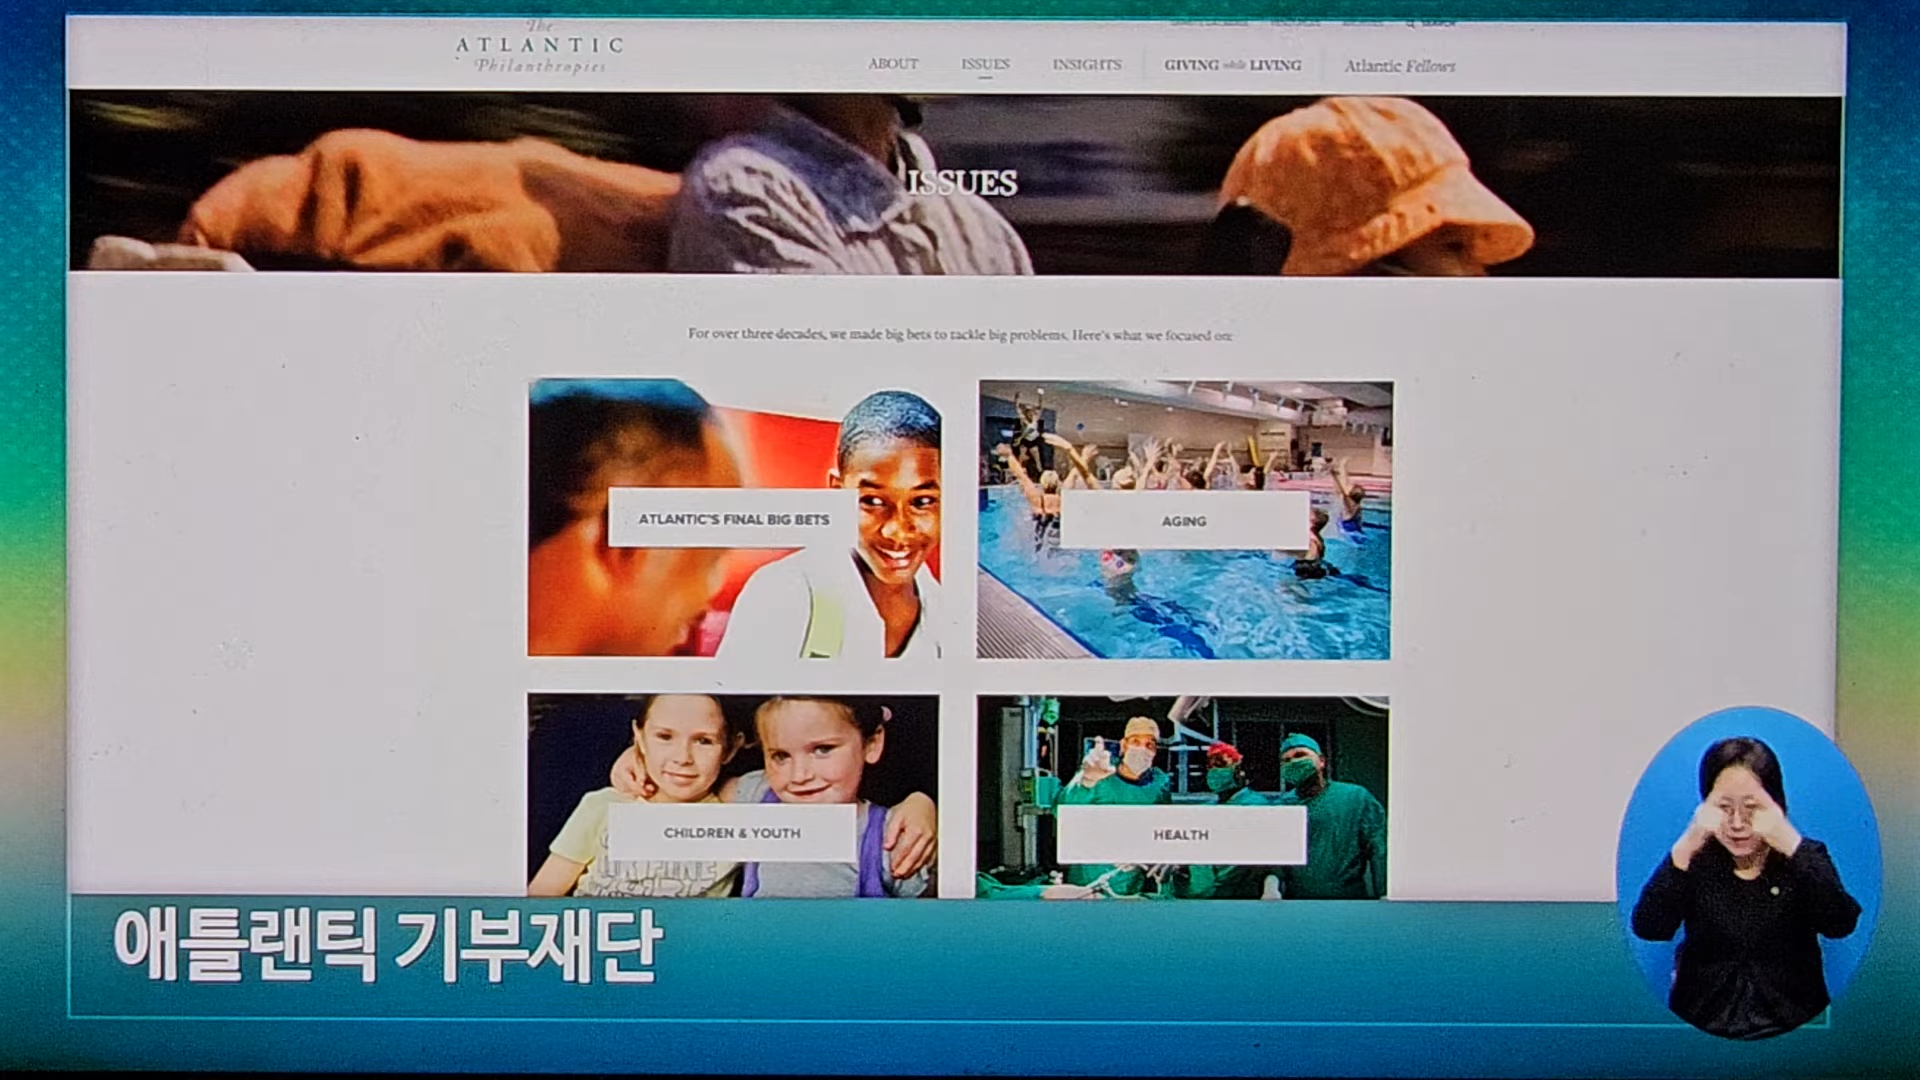 The
ATLANTIC
Philanthropies
ABOUT ISSUES INSIGHTS GIVING while LIVING Atlantic Fellows
ISSUES
For over three decades, we made big bets to tackle big problems. Here's what we focused on:
ATLANTIC'S FINAL BIG BETS
AGING
CHILDREN & YOUTH
HEALTH
애틀랜틱 기부재단